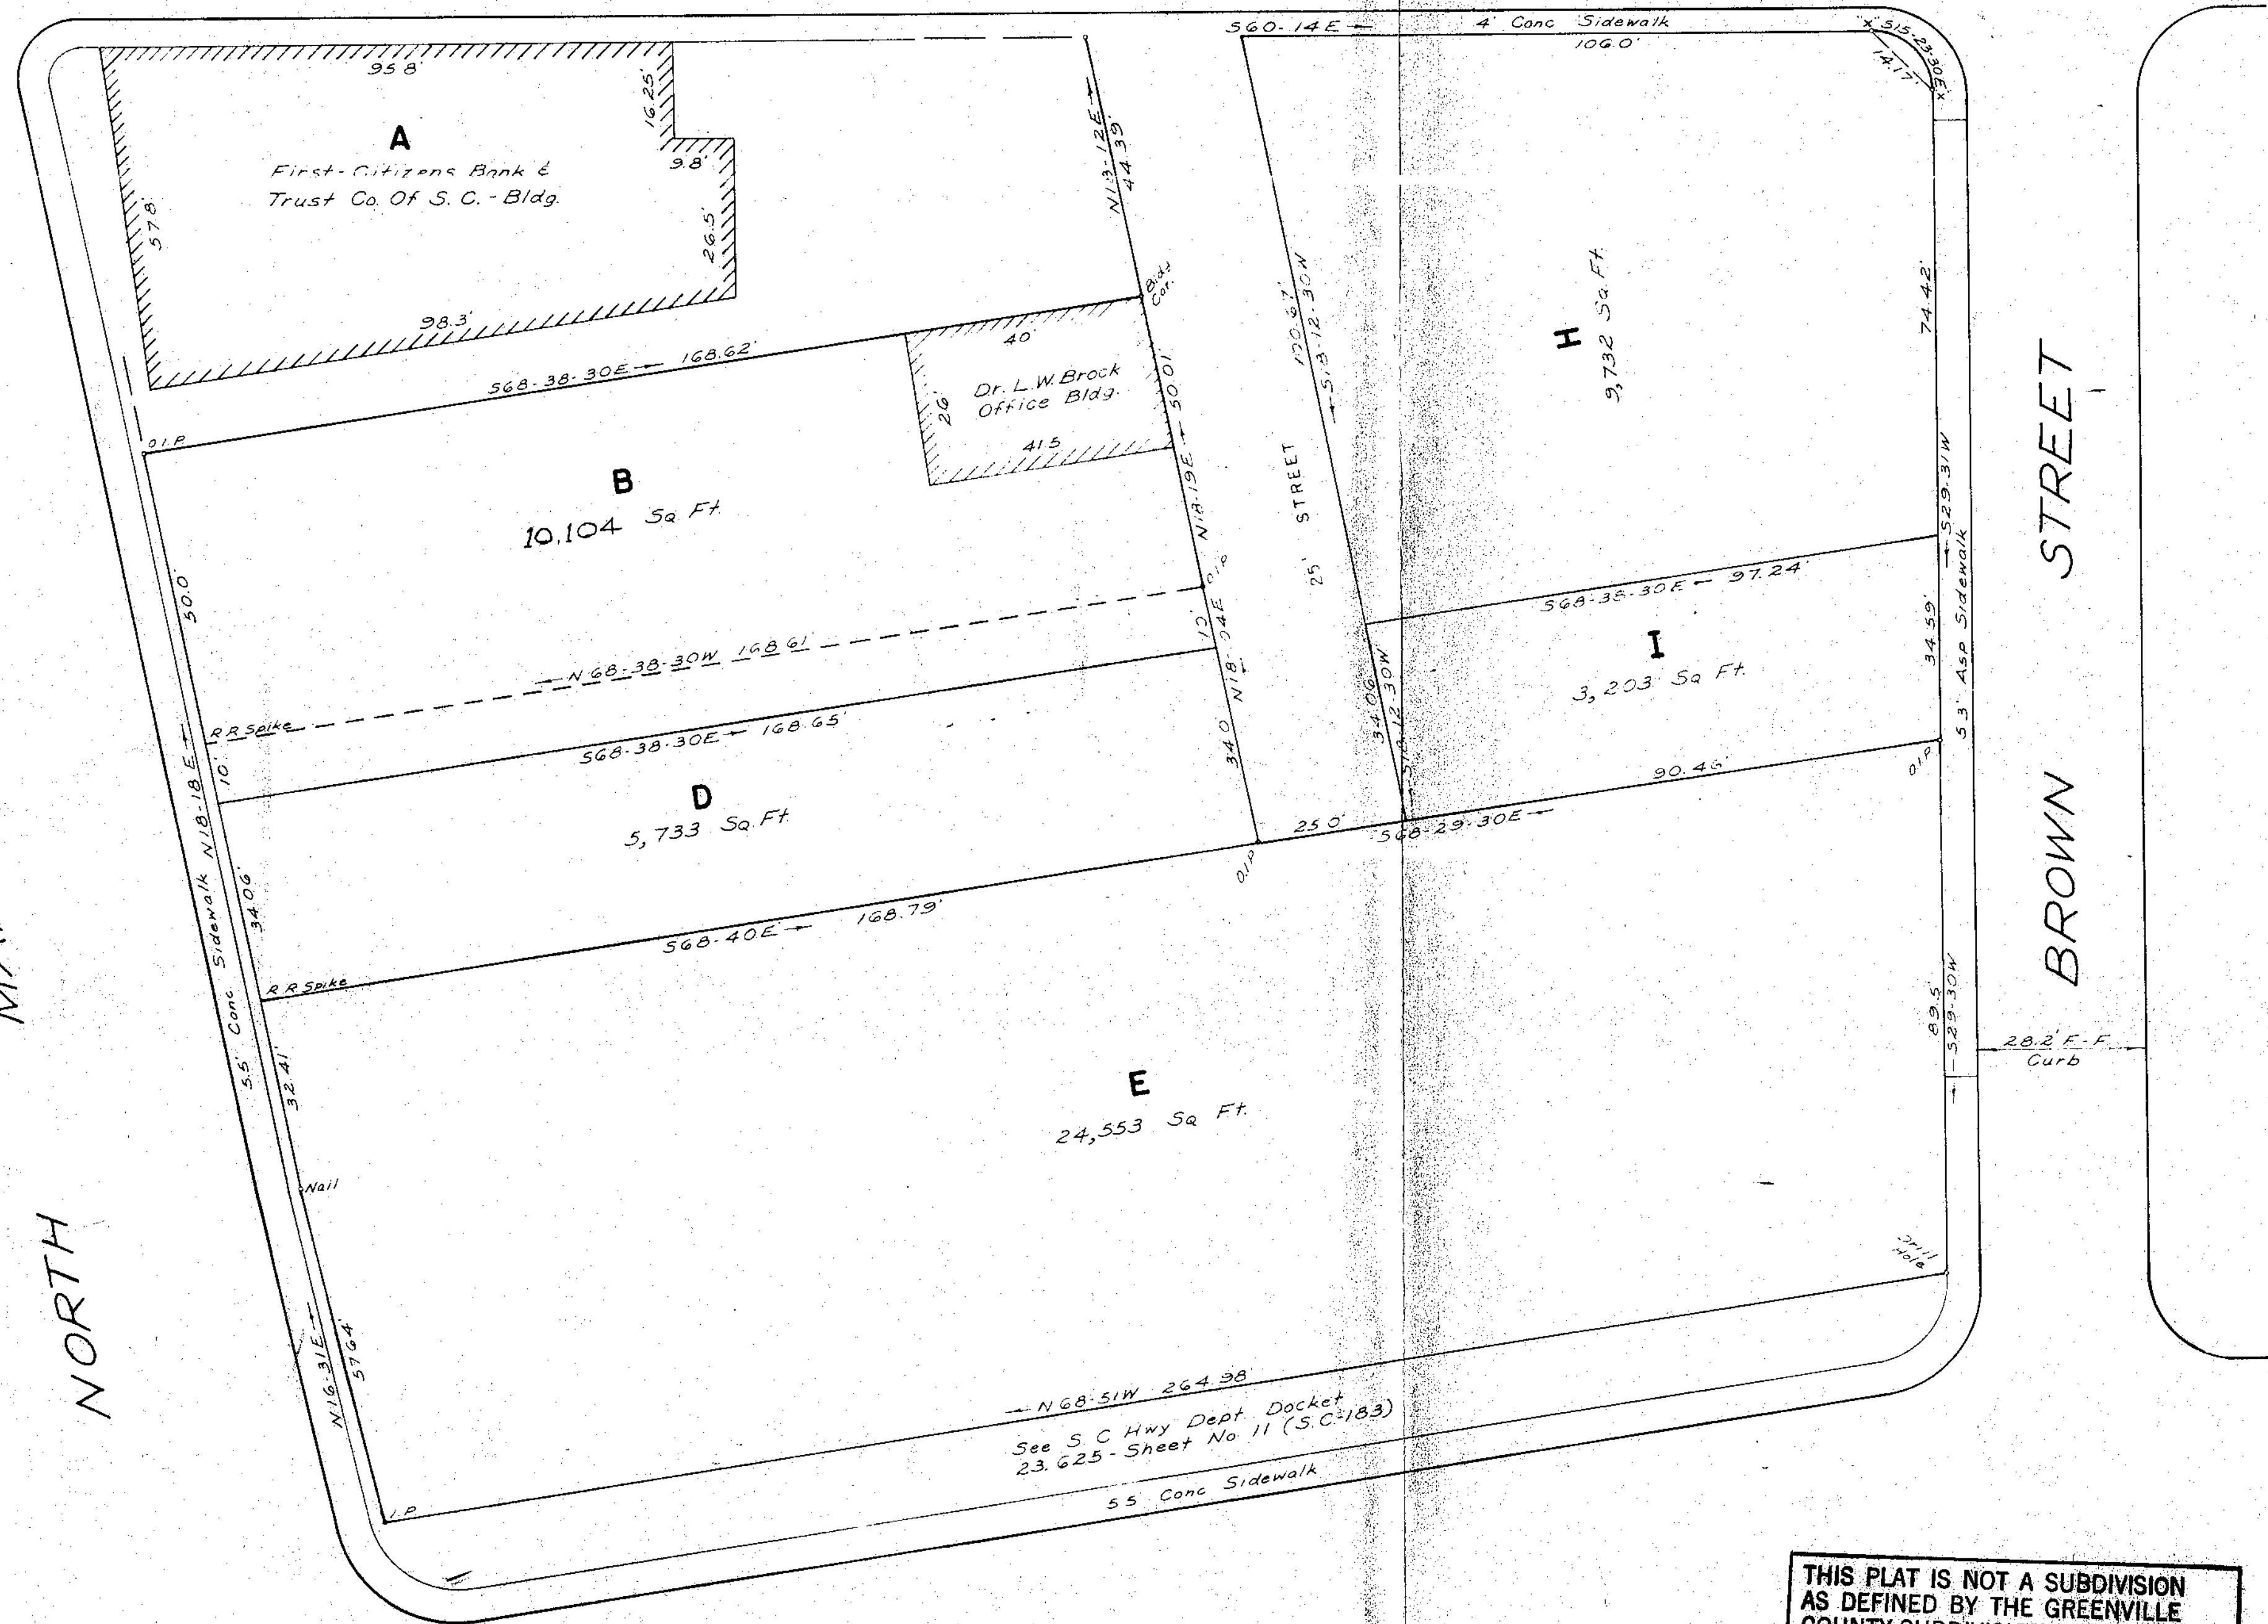 S60-14E
4' Conc Sidewalk
106.0'
"X"
S15-23-30E
14.17'
"X"
95.8'
16.25'
A
First-Citizens Bank &
Trust Co. Of S. C. - Bldg.
9.8'
57.8'
26.5'
98.3'
N13-12E
44.39'
Bldg
Cor.
S68-38-30E 168.62'
40'
Dr. L.W. Brock
Office Bldg.
26'
41.5
50.01'
N18-19E
O.I.P.
B
10,104 Sq Ft.
50.0'
S13-12-30W
25' STREET
H
9,732 Sq.Ft.
74.42'
S29-31W
5.3' Asp Sidewalk
BROWN STREET
O.I.P.
N 68-38-30W 168.61'
R R Spike
10'
N18-18E
S68-38-30E 168.65'
10'
N18-04E
34.0
S68-38-30E 97.24'
I
3,203 Sq Ft.
34.59'
34.06'
12-30W
90.46'
O.I.P.
D
5,733 Sq.Ft.
34.06'
25.0'
S68-29-30E
O.I.P.
S68-40E 168.79'
R R Spike
5.5' Conc Sidewalk
32.41'
Nail
E
24,553 Sq Ft.
89.5'
S29-30W
28.2' F-F
Curb
Drill
Hole
NORTH
N16-31E
57.64'
I.P.
N 68-51W 264.98'
See S C Hwy Dept. Docket
23.625 - Sheet No. 11 (S.C-183)
5.5' Conc Sidewalk
THIS PLAT IS NOT A SUBDIVISION
AS DEFINED BY THE GREENVILLE